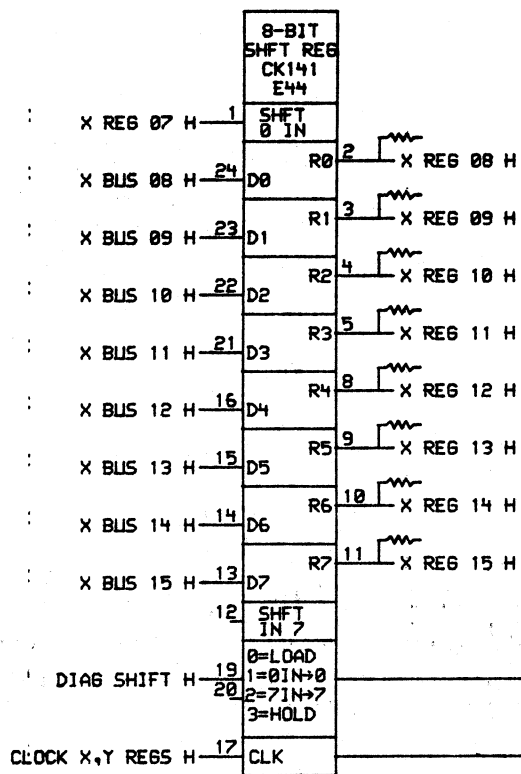 8-BIT
SHFT REG
CK141
E44
X REG 07 H 1 SHFT
0 IN
R0 2 X REG 08 H
X BUS 08 H 24 D0
R1 3 X REG 09 H
X BUS 09 H 23 D1
R2 4 X REG 10 H
X BUS 10 H 22 D2
R3 5 X REG 11 H
X BUS 11 H 21 D3
R4 8 X REG 12 H
X BUS 12 H 16 D4
R5 9 X REG 13 H
X BUS 13 H 15 D5
R6 10 X REG 14 H
X BUS 14 H 14 D6
R7 11 X REG 15 H
X BUS 15 H 13 D7
12 SHFT
IN 7
0=LOAD
DIAG SHIFT H 19 1=0IN→0
20 2=7IN→7
3=HOLD
CLOCK X,Y REGS H 17 CLK